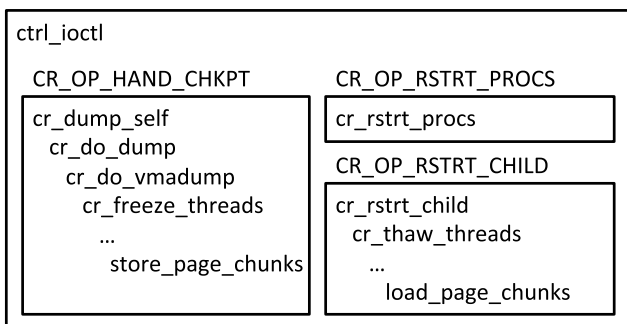 ctrl_ioctl
CR_OP_HAND_CHKPT
cr_dump_self
cr_do_dump
cr_do_vmadump
cr_freeze_threads
...
store_page_chunks
CR_OP_RSTRT_PROCS
cr_rstrt_procs
CR_OP_RSTRT_CHILD
cr_rstrt_child
cr_thaw_threads
...
load_page_chunks